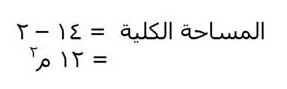 المساحة الكلية = ١٤ − ٢
= ١٢ م٢